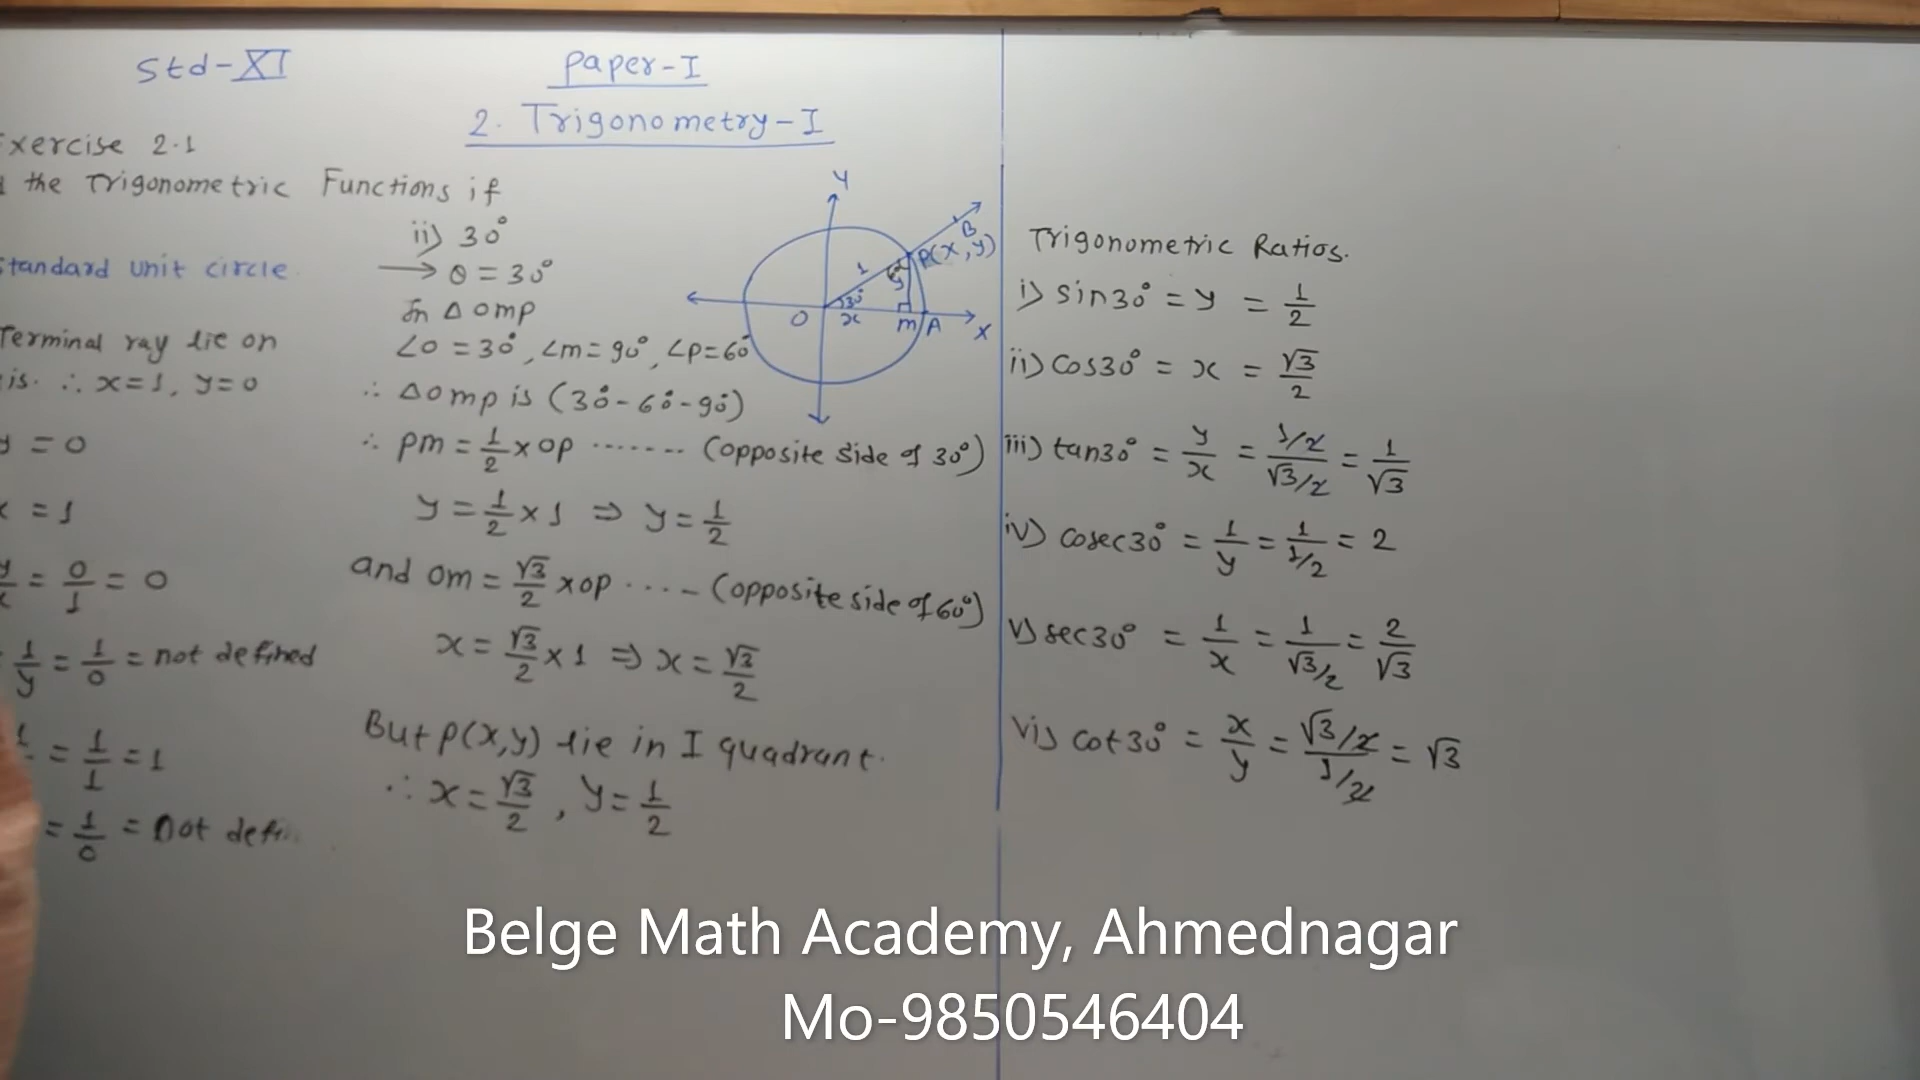 Std-XI
Paper-I
2. Trigonometry-I
Exercise 2.1
the Trigonometric Functions if
Standard unit circle
Terminal ray lie on
is. ∴ x=1, y=0
y = 0
x = 1
y/x = 0/1 = 0
1/y = 1/0 = not defined
= 1/1 = 1
= 1/0 = not defi
ii) 30°
→ θ = 30°
In △omp
∠O = 30°, ∠m = 90°, ∠p = 60°
∴ △omp is (30°-60°-90°)
∴ pm = 1/2 × op ....... (opposite side of 30°)
y = 1/2 × 1 ⇒ y = 1/2
and om = √3/2 × op ..... (opposite side of 60°)
x = √3/2 × 1 ⇒ x = √3/2
But p(x,y) lie in I quadrant.
∴ x = √3/2, y = 1/2
Y
B
P(x,y)
1
60°
y
30°
O
x
m
A
X
Trigonometric Ratios.
i) sin30° = y = 1/2
ii) cos30° = x = √3/2
iii) tan30° = y/x = (1/2)/(√3/2) = 1/√3
iv) cosec30° = 1/y = 1/(1/2) = 2
v) sec30° = 1/x = 1/(√3/2) = 2/√3
vi) cot30° = x/y = (√3/2)/(1/2) = √3
Belge Math Academy, Ahmednagar
Mo-9850546404